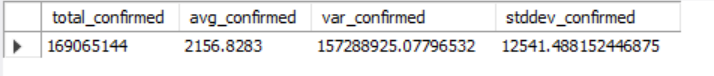 total_confirmed avg_confirmed var_confirmed stddev_confirmed
169065144 2156.8283 157288925.07796532 12541.488152446875